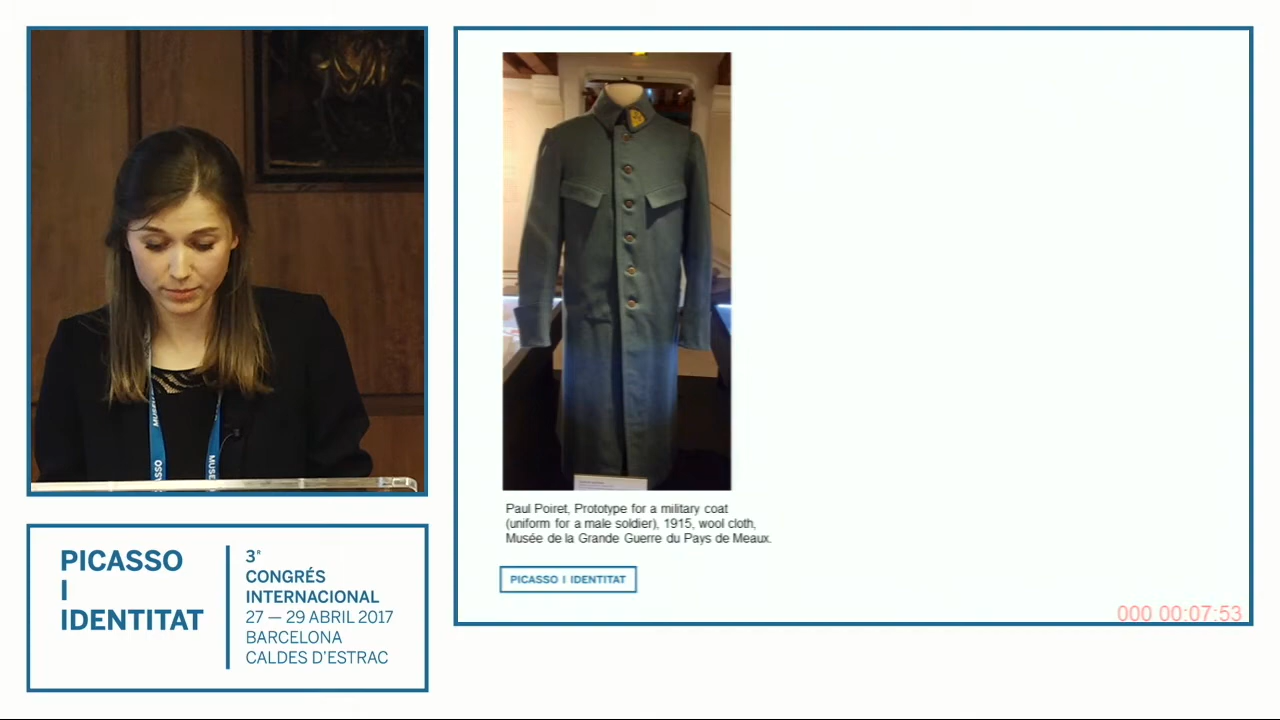 PICASSO
I
IDENTITAT
3r
CONGRÉS
INTERNACIONAL
27 — 29 ABRIL 2017
BARCELONA
CALDES D'ESTRAC
Paul Poiret, Prototype for a military coat
(uniform for a male soldier), 1915, wool cloth,
Musée de la Grande Guerre du Pays de Meaux.
PICASSO I IDENTITAT
000 00:07:53